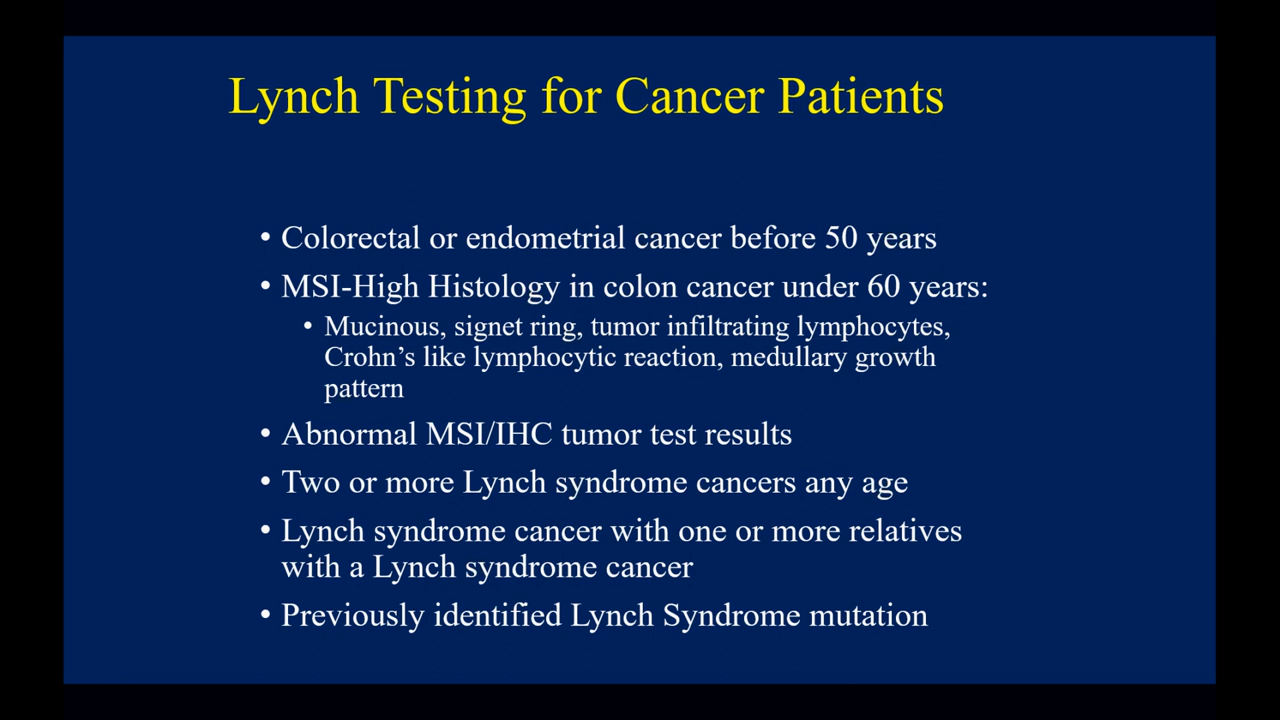 Lynch Testing for Cancer Patients
• Colorectal or endometrial cancer before 50 years
• MSI-High Histology in colon cancer under 60 years:
• Mucinous, signet ring, tumor infiltrating lymphocytes,
Crohn’s like lymphocytic reaction, medullary growth
pattern
• Abnormal MSI/IHC tumor test results
• Two or more Lynch syndrome cancers any age
• Lynch syndrome cancer with one or more relatives
with a Lynch syndrome cancer
• Previously identified Lynch Syndrome mutation